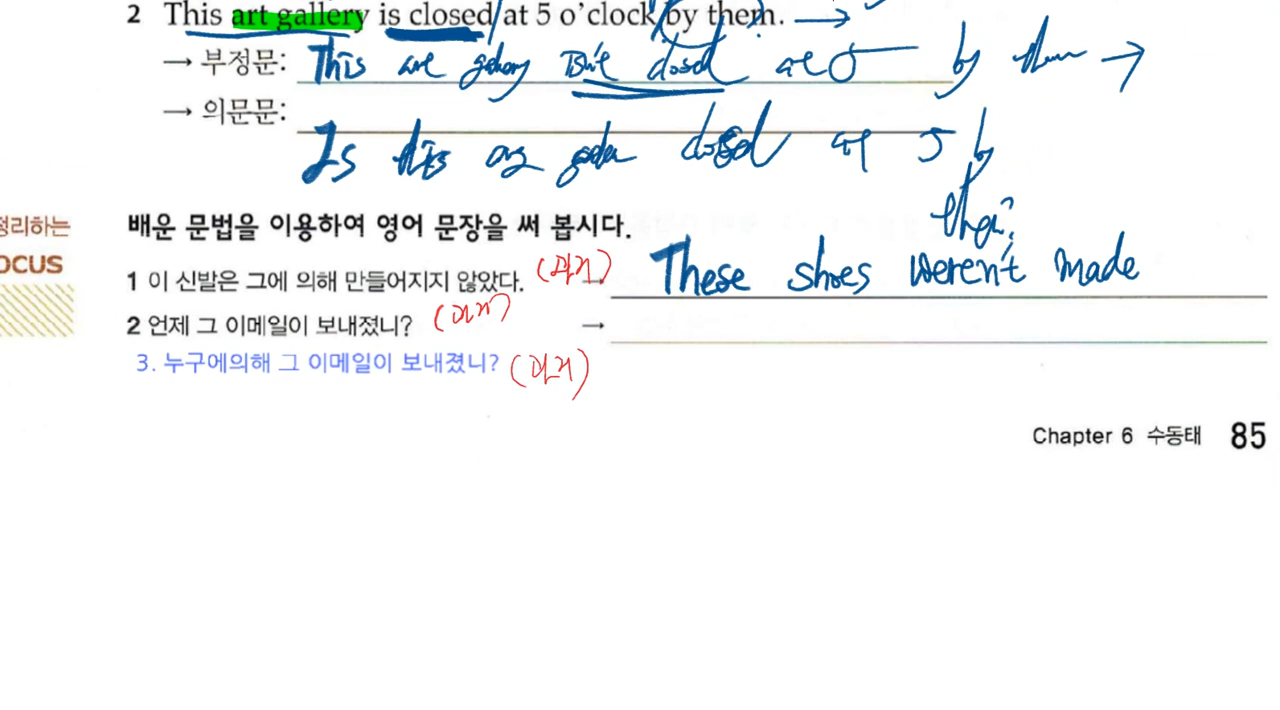 2 This art gallery is closed at 5 o'clock by them. →
→ 부정문: This art gallery isn't closed at 5 by them →
→ 의문문:
Is this closed at 5 by
them?
정리하는
OCUS
배운 문법을 이용하여 영어 문장을 써 봅시다.
1 이 신발은 그에 의해 만들어지지 않았다. (과거) → These shoes weren't made
2 언제 그 이메일이 보내졌니? (과거) →
3. 누구에의해 그 이메일이 보내졌니? (과거)
Chapter 6 수동태 85